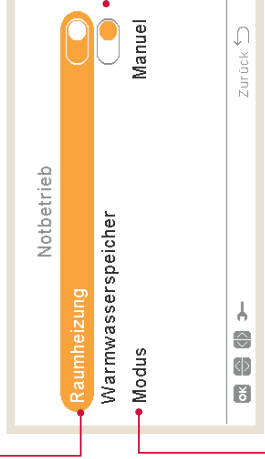 Notbetrieb
Raumheizung
Warmwasserspeicher
Modus Manuel
OK Zurück